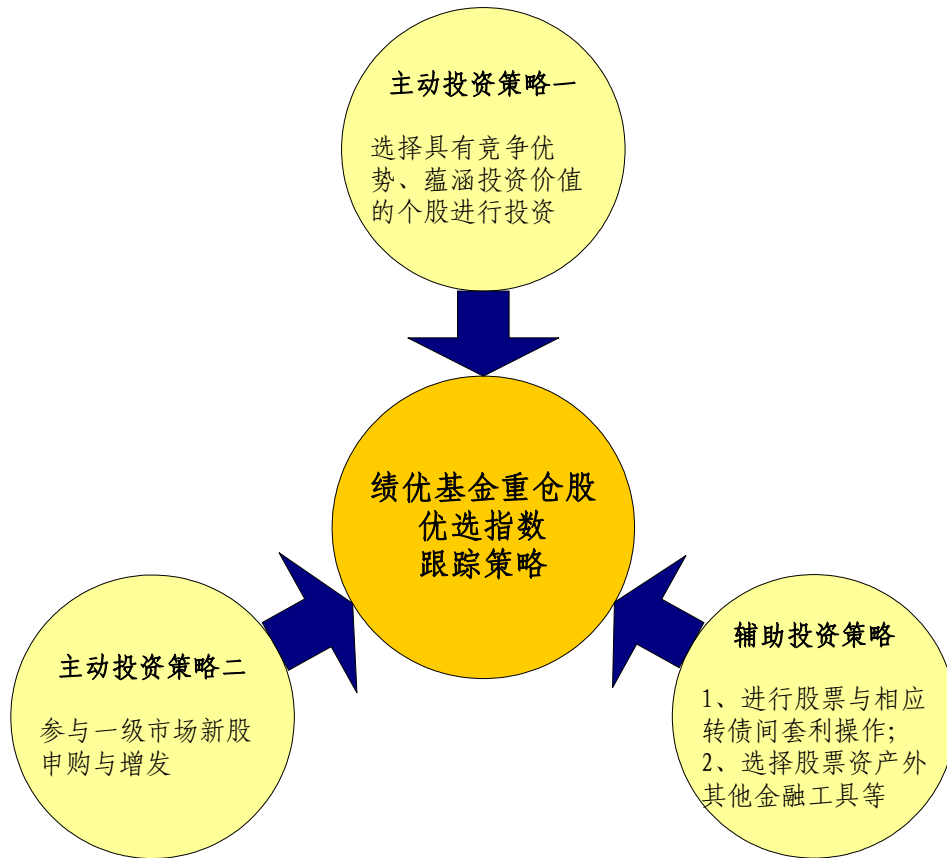 主动投资策略一
选择具有竞争优
势、蕴涵投资价值
的个股进行投资
绩优基金重仓股
优选指数
跟踪策略
主动投资策略二
参与一级市场新股
申购与增发
辅助投资策略
1、进行股票与相应
转债间套利操作;
2、选择股票资产外
其他金融工具等